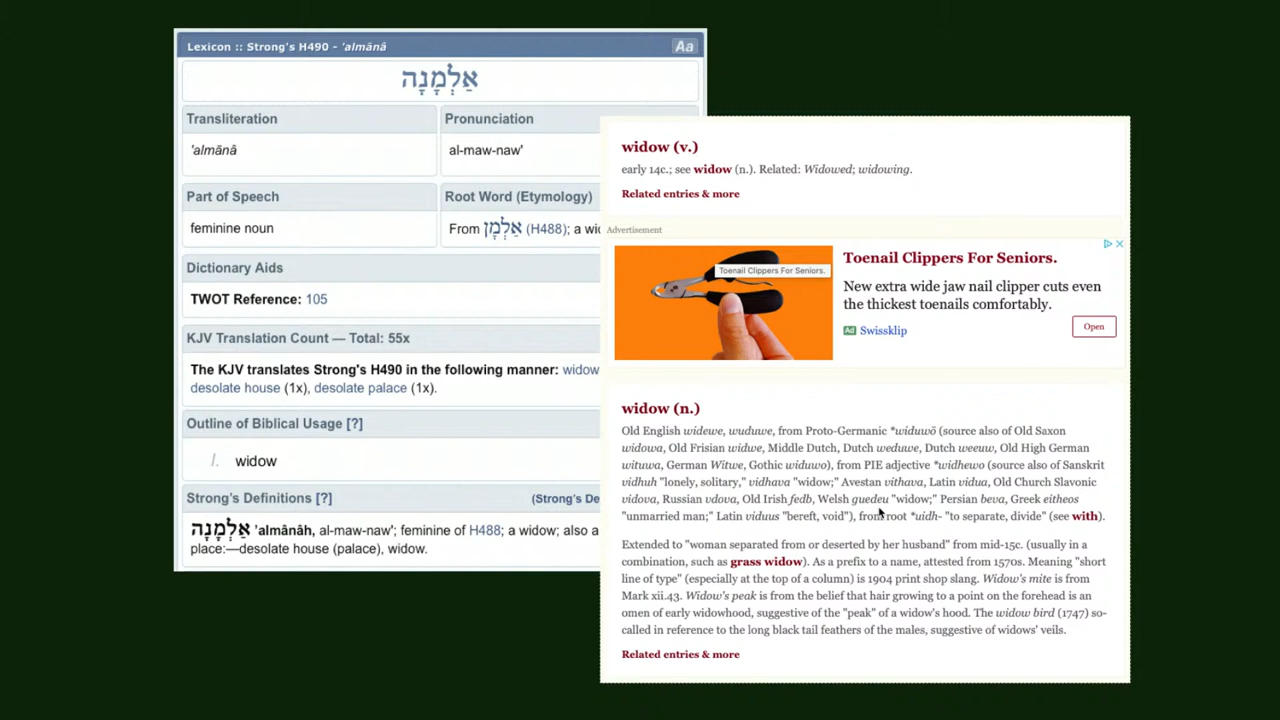 Lexicon :: Strong's H490 - 'almānâ
Aa
אַלְמָנָה
Transliteration
Pronunciation
'almānâ
al-maw-naw'
Part of Speech
Root Word (Etymology)
feminine noun
From אַלְמָן (H488); a
Dictionary Aids
TWOT Reference: 105
KJV Translation Count — Total: 55x
The KJV translates Strong's H490 in the following manner: widow
desolate house (1x), desolate palace (1x).
Outline of Biblical Usage [?]
I. widow
Strong's Definitions [?]
(Strong's
אַלְמָנָה 'almânâh, al-maw-naw'; feminine of H488; a widow; also a
place:—desolate house (palace), widow.
widow (v.)
early 14c.; see widow (n.). Related: Widowed; widowing.
Related entries & more
Advertisement
Toenail Clippers For Seniors.
Toenail Clippers For Seniors.
New extra wide jaw nail clipper cuts even
the thickest toenails comfortably.
Ad Swissklip
Open
widow (n.)
Old English widewe, wuduwe, from Proto-Germanic *widuwō (source also of Old Saxon
widowa, Old Frisian widwe, Middle Dutch, Dutch weduwe, Dutch weeuw, Old High German
wituwa, German Witwe, Gothic widuwo), from PIE adjective *widhewo (source also of Sanskrit
vidhuh "lonely, solitary," vidhava "widow;" Avestan vithava, Latin vidua, Old Church Slavonic
vidova, Russian vdova, Old Irish fedb, Welsh guedeu "widow;" Persian beva, Greek eitheos
"unmarried man;" Latin viduus "bereft, void"), from root *uidh- "to separate, divide" (see with).
Extended to "woman separated from or deserted by her husband" from mid-15c. (usually in a
combination, such as grass widow). As a prefix to a name, attested from 1570s. Meaning "short
line of type" (especially at the top of a column) is 1904 print shop slang. Widow's mite is from
Mark xii.43. Widow's peak is from the belief that hair growing to a point on the forehead is an
omen of early widowhood, suggestive of the "peak" of a widow's hood. The widow bird (1747) so-
called in reference to the long black tail feathers of the males, suggestive of widows' veils.
Related entries & more